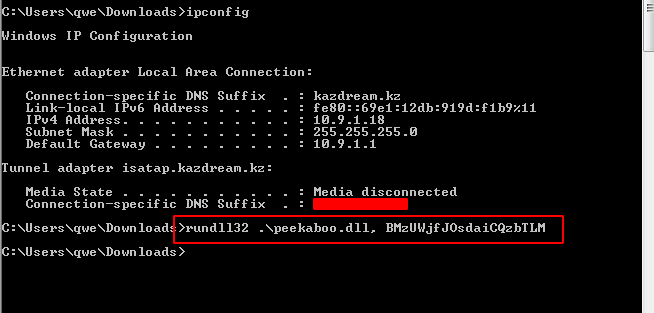 C:\Users\qwe\Downloads>ipconfig
Windows IP Configuration
Ethernet adapter Local Area Connection:
Connection-specific DNS Suffix . : kazdream.kz
Link-local IPv6 Address . . . . . : fe80::69e1:12db:919d:f1b9%11
IPv4 Address. . . . . . . . . . . : 10.9.1.18
Subnet Mask . . . . . . . . . . . : 255.255.255.0
Default Gateway . . . . . . . . . : 10.9.1.1
Tunnel adapter isatap.kazdream.kz:
Media State . . . . . . . . . . . : Media disconnected
Connection-specific DNS Suffix . :
C:\Users\qwe\Downloads>rundll32 .\peekaboo.dll, BMzUWjfJOsdaiCQzbTLM
C:\Users\qwe\Downloads>